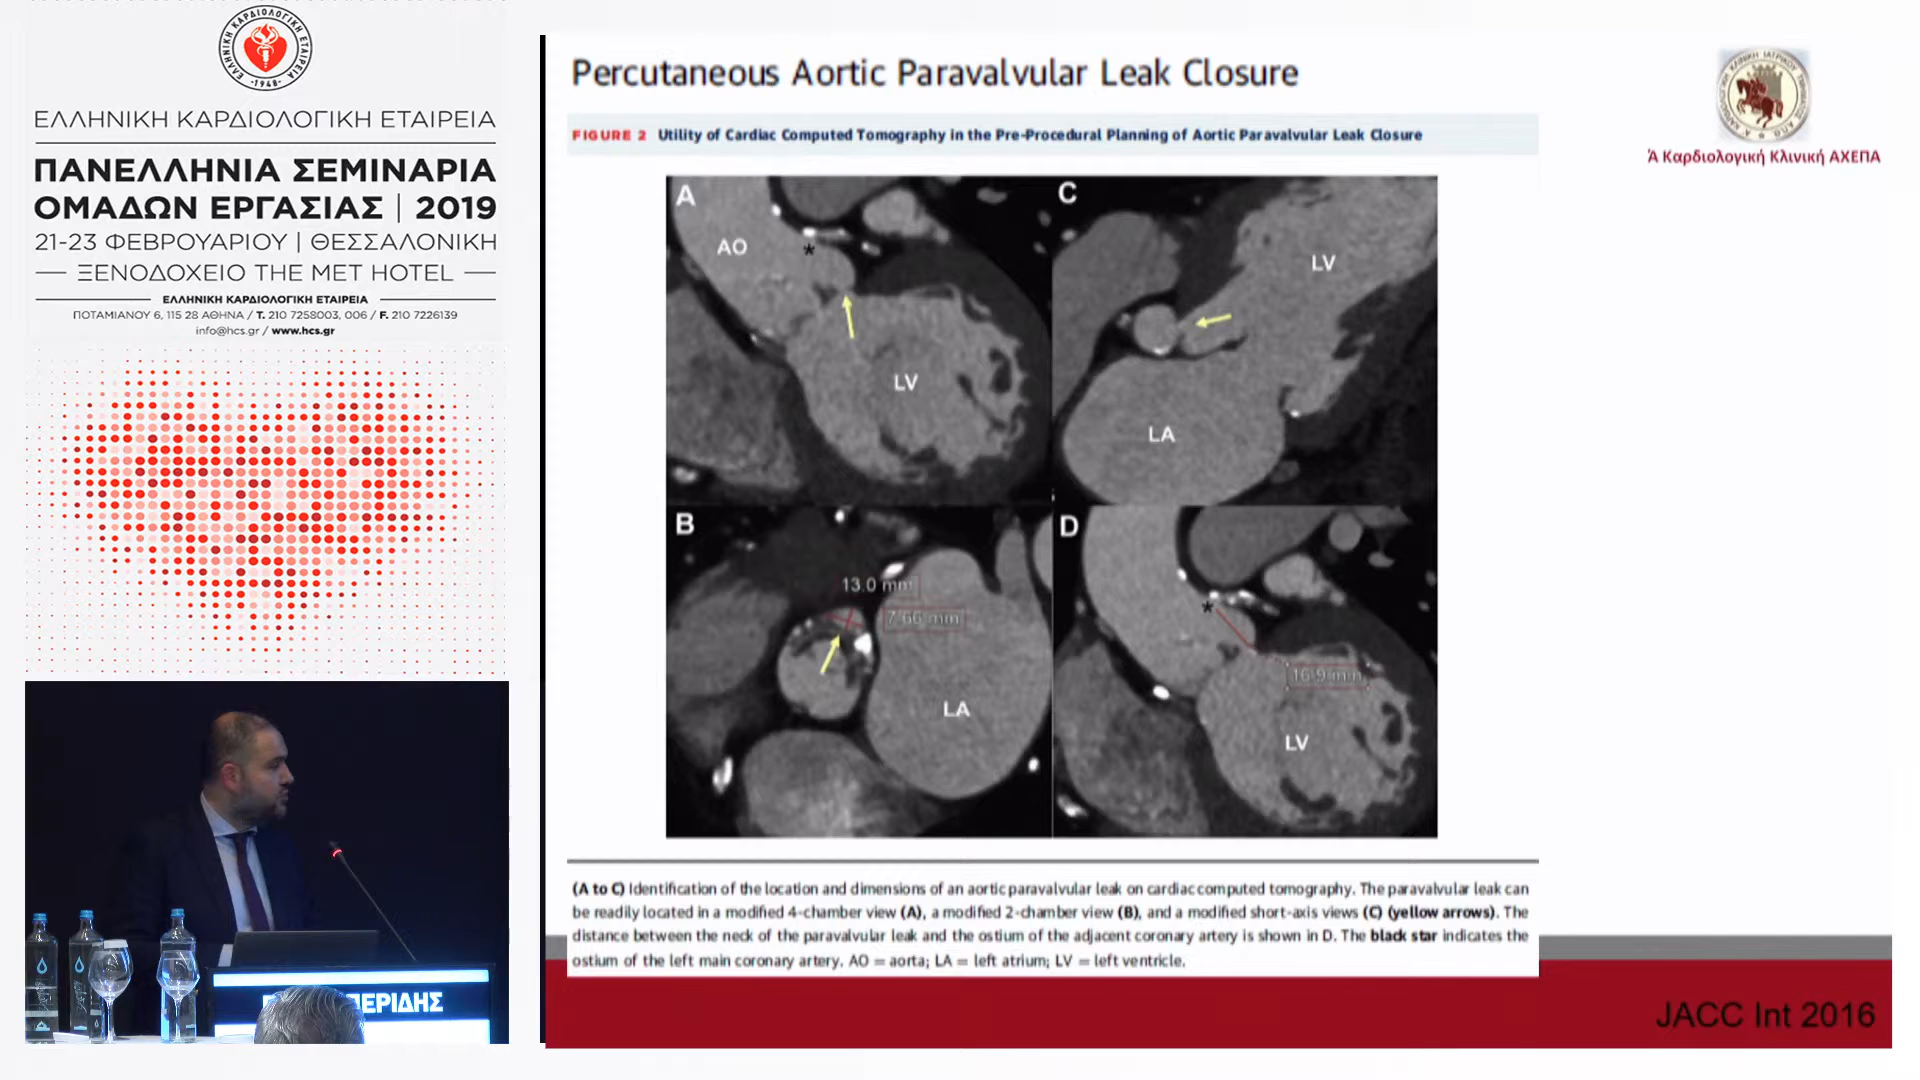 ΕΛΛΗΝΙΚΗ ΚΑΡΔΙΟΛΟΓΙΚΗ ΕΤΑΙΡΕΙΑ
·1948·
ΕΛΛΗΝΙΚΗ ΚΑΡΔΙΟΛΟΓΙΚΗ ΕΤΑΙΡΕΙΑ
ΠΑΝΕΛΛΗΝΙΑ ΣΕΜΙΝΑΡΙΑ
ΟΜΑΔΩΝ ΕΡΓΑΣΙΑΣ | 2019
21-23 ΦΕΒΡΟΥΑΡΙΟΥ | ΘΕΣΣΑΛΟΝΙΚΗ
— ΞΕΝΟΔΟΧΕΙΟ THE MET HOTEL —
ΕΛΛΗΝΙΚΗ ΚΑΡΔΙΟΛΟΓΙΚΗ ΕΤΑΙΡΕΙΑ
ΠΟΤΑΜΙΑΝΟΥ 6, 115 28 ΑΘΗΝΑ / T. 210 7258003, 006 / F. 210 7226139
info@hcs.gr / www.hcs.gr
ΠΕΡΙΔΗΣ
Percutaneous Aortic Paravalvular Leak Closure
FIGURE 2 Utility of Cardiac Computed Tomography in the Pre-Procedural Planning of Aortic Paravalvular Leak Closure
A
AO
*
LV
C
LV
LA
B
13.0 mm
7.66 mm
LA
D
*
16.9 mm
LV
(A to C) Identification of the location and dimensions of an aortic paravalvular leak on cardiac computed tomography. The paravalvular leak can
be readily located in a modified 4-chamber view (A), a modified 2-chamber view (B), and a modified short-axis views (C) (yellow arrows). The
distance between the neck of the paravalvular leak and the ostium of the adjacent coronary artery is shown in D. The black star indicates the
ostium of the left main coronary artery. AO = aorta; LA = left atrium; LV = left ventricle.
Ά Καρδιολογική Κλινική ΑΧΕΠΑ
JACC Int 2016